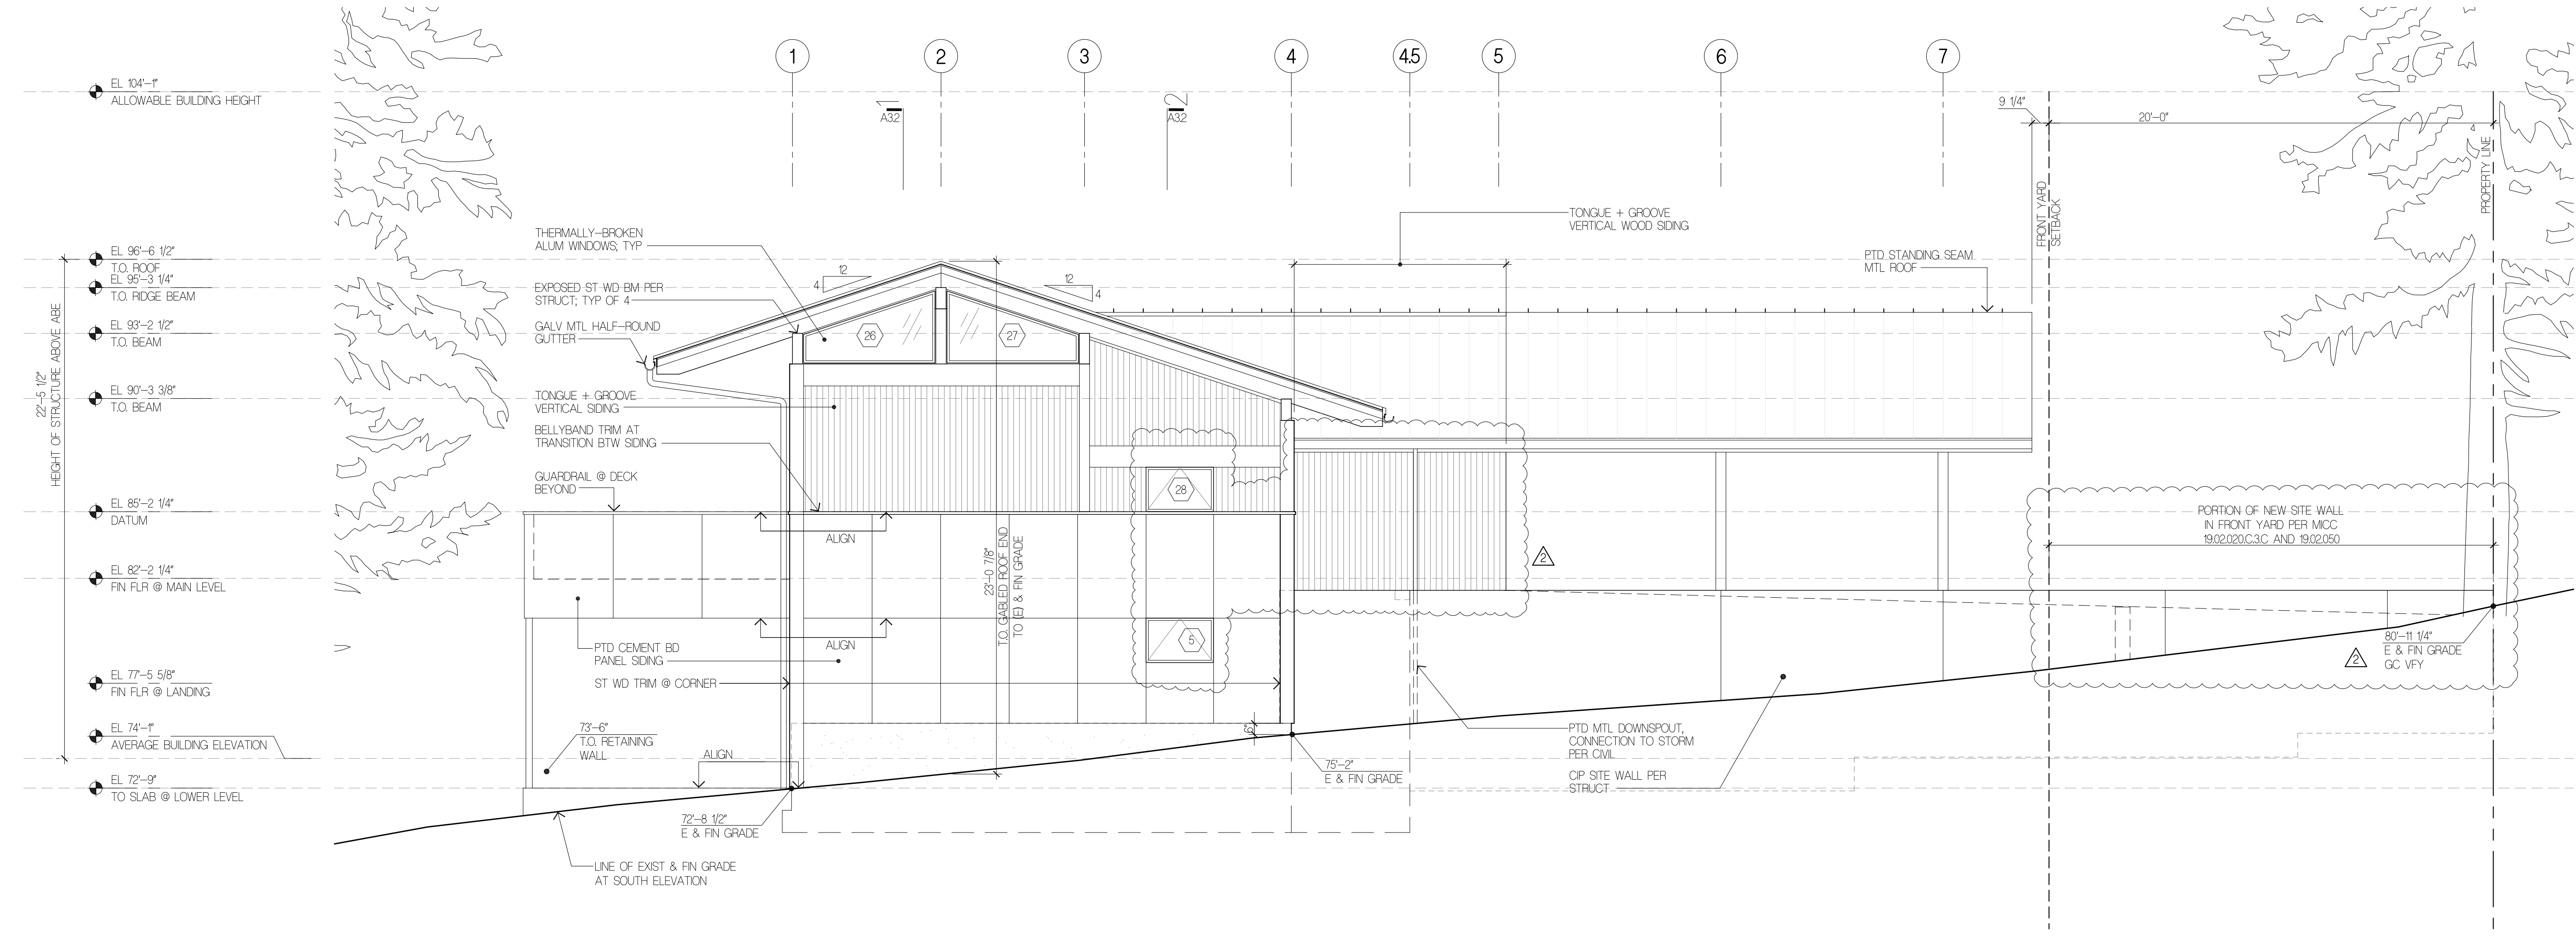 1
2
3
4
4.5
5
6
7
EL 104'-1"
ALLOWABLE BUILDING HEIGHT
1
A3.2
2
A3.2
9 1/4"
20'-0"
4
PROPERTY LINE
FRONT YARD
SETBACK
TONGUE + GROOVE
VERTICAL WOOD SIDING
THERMALLY-BROKEN
ALUM WINDOWS; TYP
PTD STANDING SEAM
MTL ROOF
EL 96'-6 1/2"
T.O. ROOF
EL 95'-3 1/4"
T.O. RIDGE BEAM
12
4
12
4
EXPOSED ST WD BM PER
STRUCT; TYP OF 4
EL 93'-2 1/2"
T.O. BEAM
GALV MTL HALF-ROUND
GUTTER
26
27
22'-5 1/2"
HEIGHT OF STRUCTURE ABOVE ABE
EL 90'-3 3/8"
T.O. BEAM
TONGUE + GROOVE
VERTICAL SIDING
BELLYBAND TRIM AT
TRANSITION BTW SIDING
GUARDRAIL @ DECK
BEYOND
28
EL 85'-2 1/4"
DATUM
PORTION OF NEW SITE WALL
IN FRONT YARD PER MICC
19.02.020.C.3.C AND 19.02.050
ALIGN
23'-0 7/8"
T.O. GABLED ROOF END
TO (E) & FIN GRADE
2
EL 82'-2 1/4"
FIN FLR @ MAIN LEVEL
ALIGN
5
PTD CEMENT BD
PANEL SIDING
80'-11 1/4"
E & FIN GRADE
GC VFY
2
EL 77'-5 5/8"
FIN FLR @ LANDING
ST WD TRIM @ CORNER
73'-6"
T.O. RETAINING
WALL
6"
PTD MTL DOWNSPOUT,
CONNECTION TO STORM
PER CIVIL
EL 74'-1"
AVERAGE BUILDING ELEVATION
ALIGN
75'-2"
E & FIN GRADE
CIP SITE WALL PER
STRUCT
EL 72'-9"
TO SLAB @ LOWER LEVEL
72'-8 1/2"
E & FIN GRADE
LINE OF EXIST & FIN GRADE
AT SOUTH ELEVATION